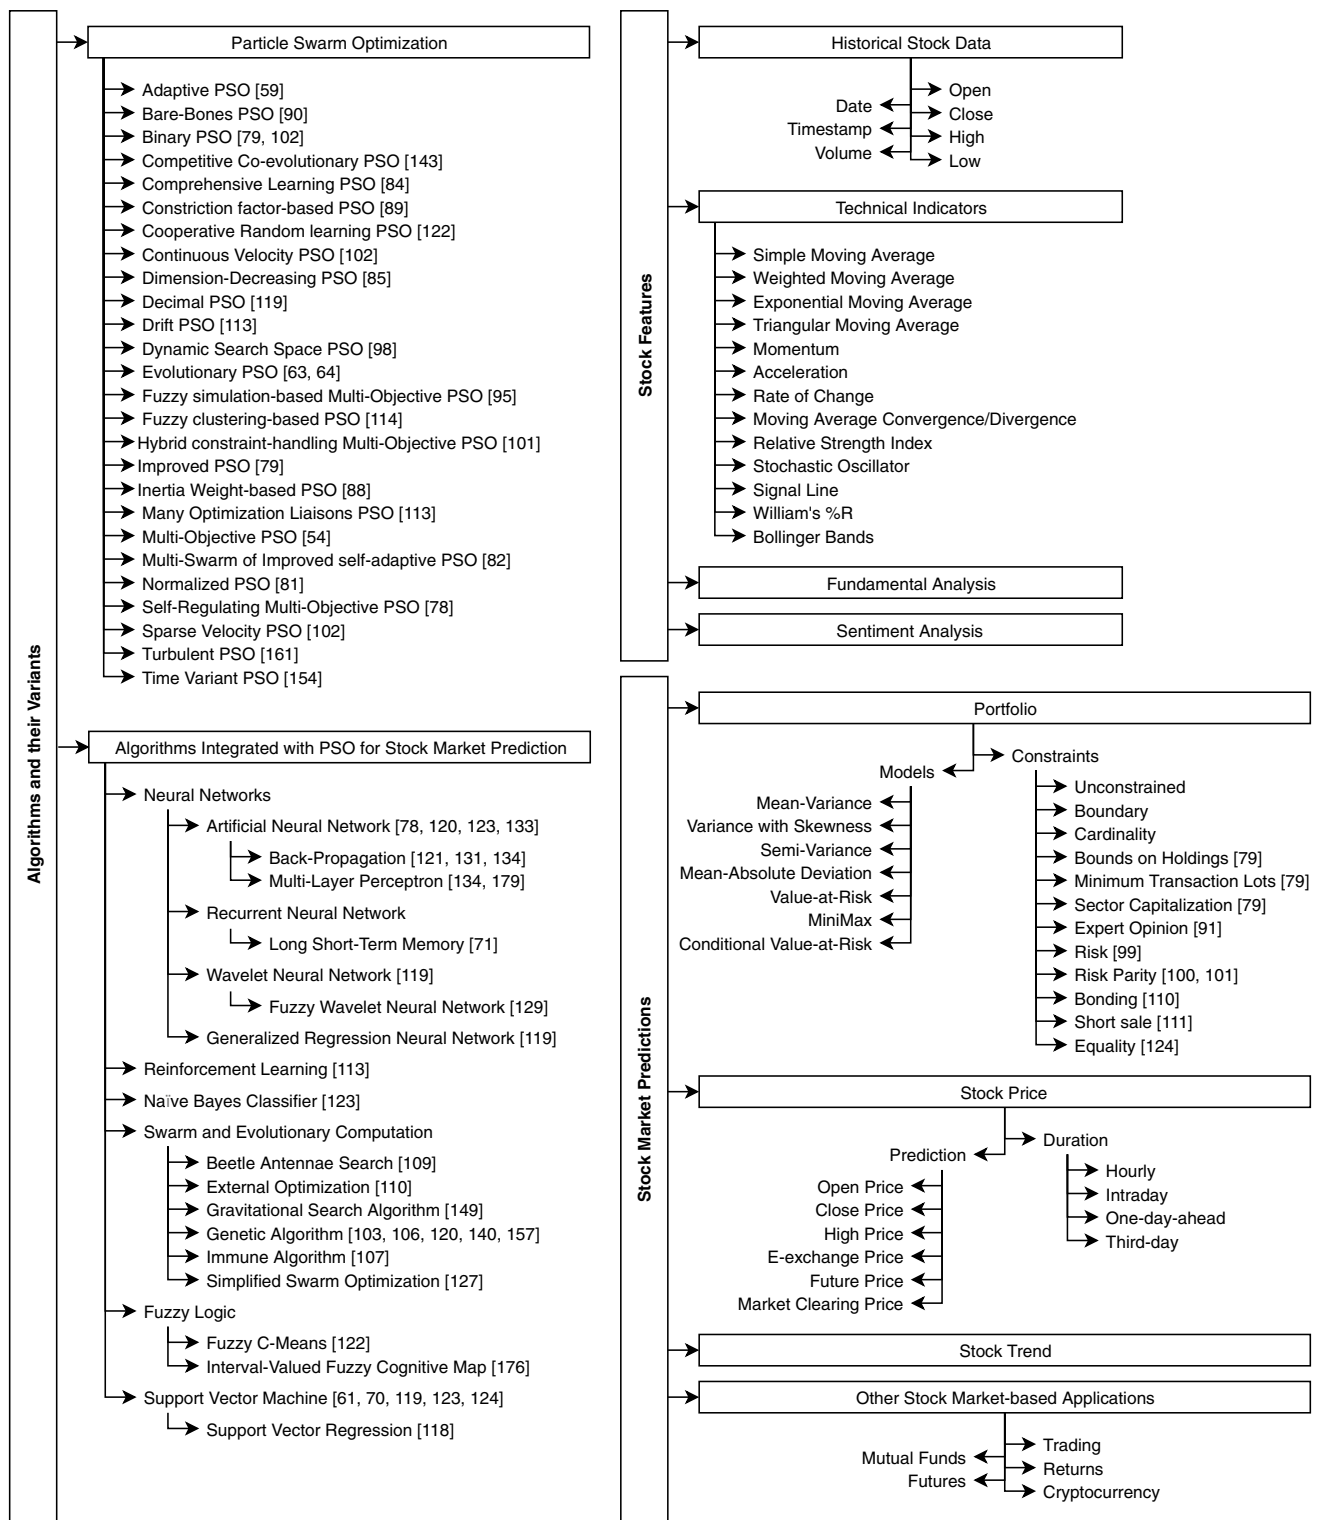 Algorithms and their Variants
Particle Swarm Optimization
Adaptive PSO [59]
Bare-Bones PSO [90]
Binary PSO [79, 102]
Competitive Co-evolutionary PSO [143]
Comprehensive Learning PSO [84]
Constriction factor-based PSO [89]
Cooperative Random learning PSO [122]
Continuous Velocity PSO [102]
Dimension-Decreasing PSO [85]
Decimal PSO [119]
Drift PSO [113]
Dynamic Search Space PSO [98]
Evolutionary PSO [63, 64]
Fuzzy simulation-based Multi-Objective PSO [95]
Fuzzy clustering-based PSO [114]
Hybrid constraint-handling Multi-Objective PSO [101]
Improved PSO [79]
Inertia Weight-based PSO [88]
Many Optimization Liaisons PSO [113]
Multi-Objective PSO [54]
Multi-Swarm of Improved self-adaptive PSO [82]
Normalized PSO [81]
Self-Regulating Multi-Objective PSO [78]
Sparse Velocity PSO [102]
Turbulent PSO [161]
Time Variant PSO [154]
Algorithms Integrated with PSO for Stock Market Prediction
Neural Networks
Artificial Neural Network [78, 120, 123, 133]
Back-Propagation [121, 131, 134]
Multi-Layer Perceptron [134, 179]
Recurrent Neural Network
Long Short-Term Memory [71]
Wavelet Neural Network [119]
Fuzzy Wavelet Neural Network [129]
Generalized Regression Neural Network [119]
Reinforcement Learning [113]
Naïve Bayes Classifier [123]
Swarm and Evolutionary Computation
Beetle Antennae Search [109]
External Optimization [110]
Gravitational Search Algorithm [149]
Genetic Algorithm [103, 106, 120, 140, 157]
Immune Algorithm [107]
Simplified Swarm Optimization [127]
Fuzzy Logic
Fuzzy C-Means [122]
Interval-Valued Fuzzy Cognitive Map [176]
Support Vector Machine [61, 70, 119, 123, 124]
Support Vector Regression [118]
Stock Features
Historical Stock Data
Date
Timestamp
Volume
Open
Close
High
Low
Technical Indicators
Simple Moving Average
Weighted Moving Average
Exponential Moving Average
Triangular Moving Average
Momentum
Acceleration
Rate of Change
Moving Average Convergence/Divergence
Relative Strength Index
Stochastic Oscillator
Signal Line
William's %R
Bollinger Bands
Fundamental Analysis
Sentiment Analysis
Stock Market Predictions
Portfolio
Models
Mean-Variance
Variance with Skewness
Semi-Variance
Mean-Absolute Deviation
Value-at-Risk
MiniMax
Conditional Value-at-Risk
Constraints
Unconstrained
Boundary
Cardinality
Bounds on Holdings [79]
Minimum Transaction Lots [79]
Sector Capitalization [79]
Expert Opinion [91]
Risk [99]
Risk Parity [100, 101]
Bonding [110]
Short sale [111]
Equality [124]
Stock Price
Prediction
Open Price
Close Price
High Price
E-exchange Price
Future Price
Market Clearing Price
Duration
Hourly
Intraday
One-day-ahead
Third-day
Stock Trend
Other Stock Market-based Applications
Mutual Funds
Futures
Trading
Returns
Cryptocurrency